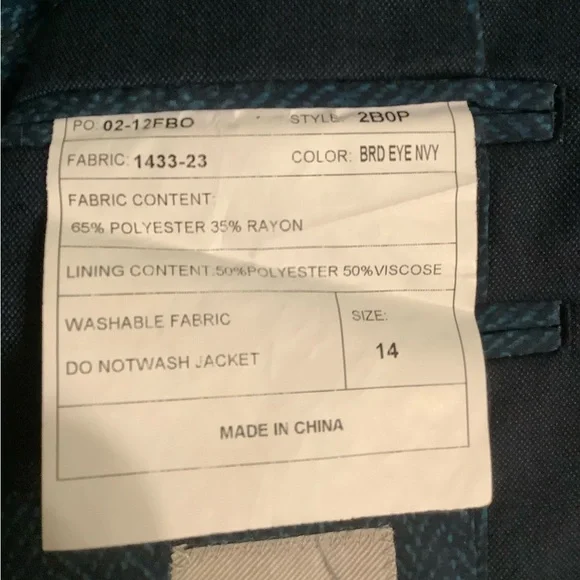 PO: 02-12FBO STYLE: 2B0P
FABRIC: 1433-23 COLOR: BRD EYE NVY
FABRIC CONTENT:
65% POLYESTER 35% RAYON
LINING CONTENT:50%POLYESTER 50%VISCOSE
WASHABLE FABRIC
DO NOTWASH JACKET
SIZE:
14
MADE IN CHINA